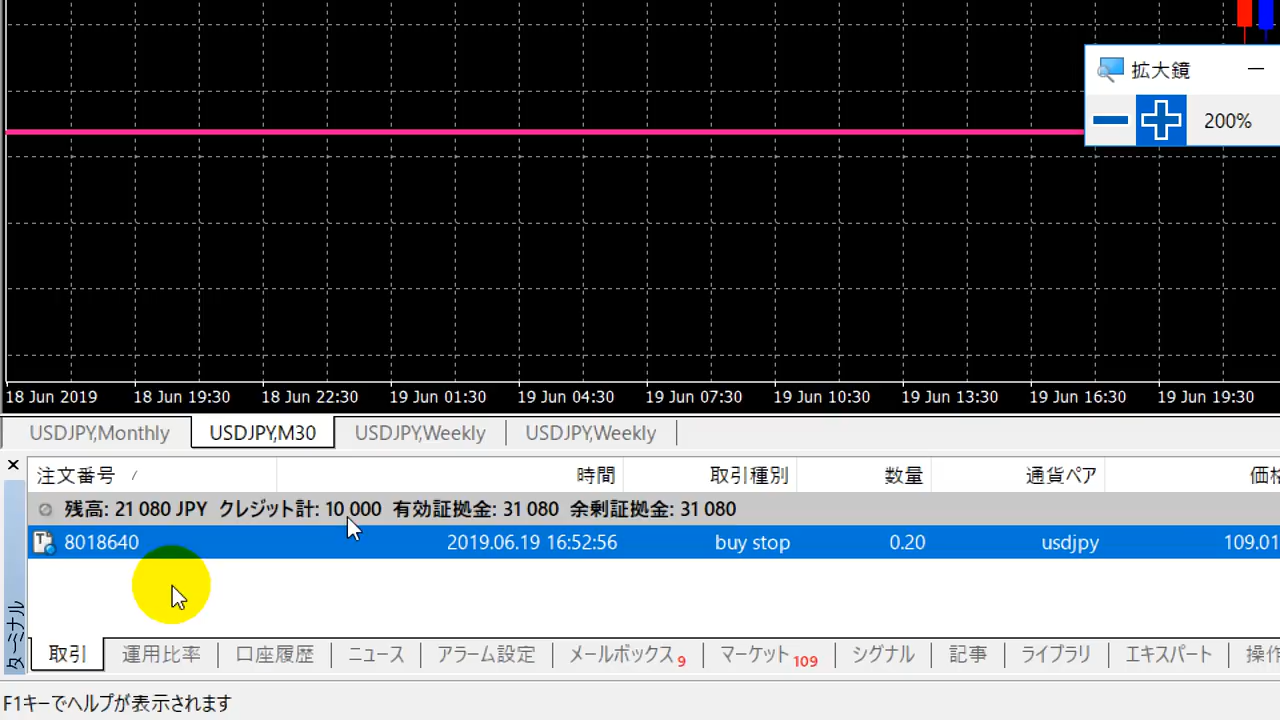 拡大鏡
200%
18 Jun 2019 18 Jun 19:30 18 Jun 22:30 19 Jun 01:30 19 Jun 04:30 19 Jun 07:30 19 Jun 10:30 19 Jun 13:30 19 Jun 16:30 19 Jun 19:30
USDJPY,Monthly USDJPY,M30 USDJPY,Weekly USDJPY,Weekly
注文番号 / 時間 取引種別 数量 通貨ペア 価格
残高: 21 080 JPY クレジット計: 10 000 有効証拠金: 31 080 余剰証拠金: 31 080
8018640 2019.06.19 16:52:56 buy stop 0.20 usdjpy 109.01
ターミナル
取引 運用比率 口座履歴 ニュース アラーム設定 メールボックス 9 マーケット 109 シグナル 記事 ライブラリ エキスパート 操作
F1キーでヘルプが表示されます